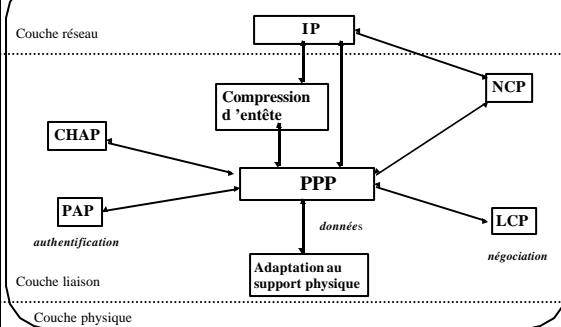 Couche réseau
IP
Compression
d 'entête
NCP
CHAP
PPP
PAP
authentification
données
LCP
négociation
Adaptation au
support physique
Couche liaison
Couche physique